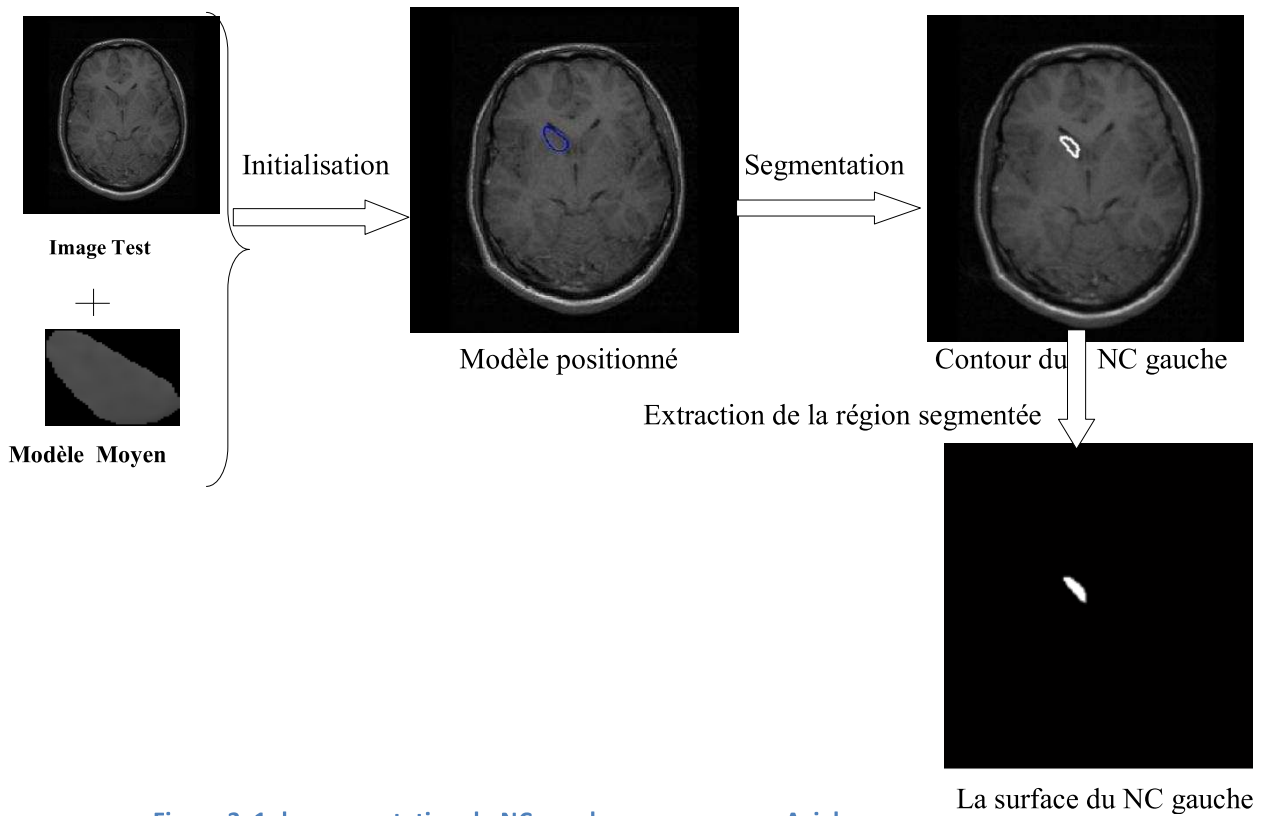 Initialisation
Segmentation
Image Test
Modèle positionné
Contour du NC gauche
Extraction de la région segmentée
Modèle Moyen
La surface du NC gauche